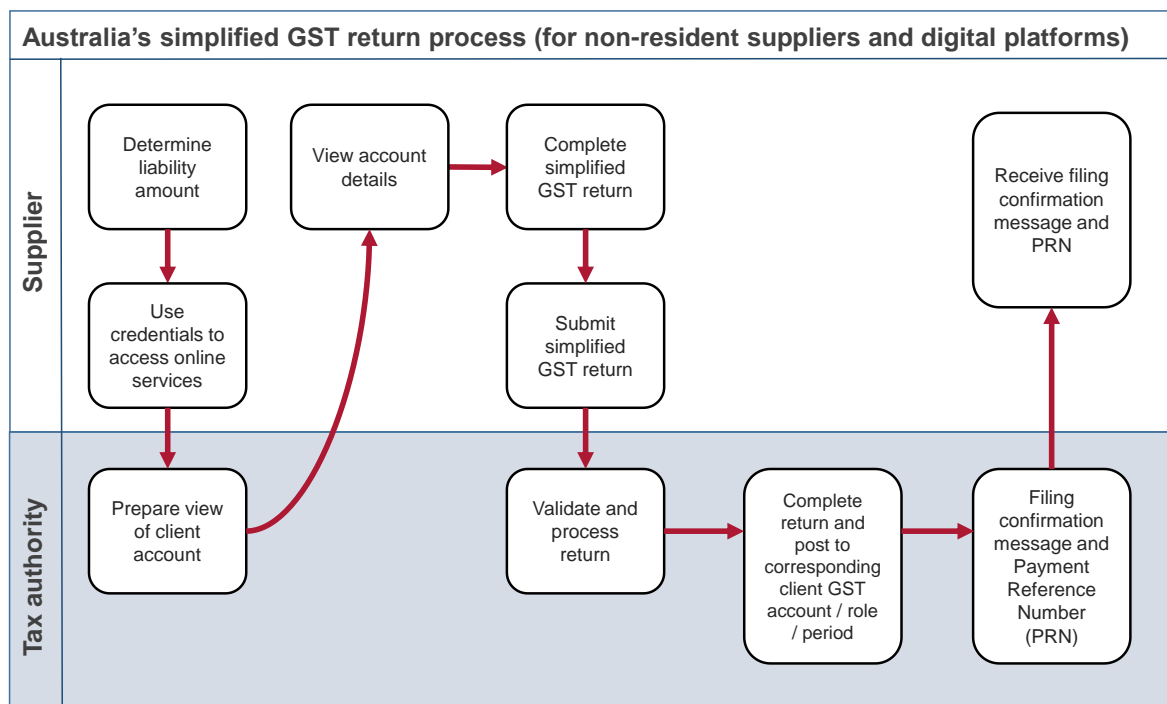 Australia's simplified GST return process (for non-resident suppliers and digital platforms)
Supplier
Determine
liability
amount
View account
details
Complete
simplified
GST return
Receive filing
confirmation
message and
PRN
Use
credentials to
access online
services
Submit
simplified
GST return
Tax authority
Prepare view
of client
account
Validate and
process
return
Complete
return and
post to
corresponding
client GST
account / role
/ period
Filing
confirmation
message and
Payment
Reference
Number
(PRN)